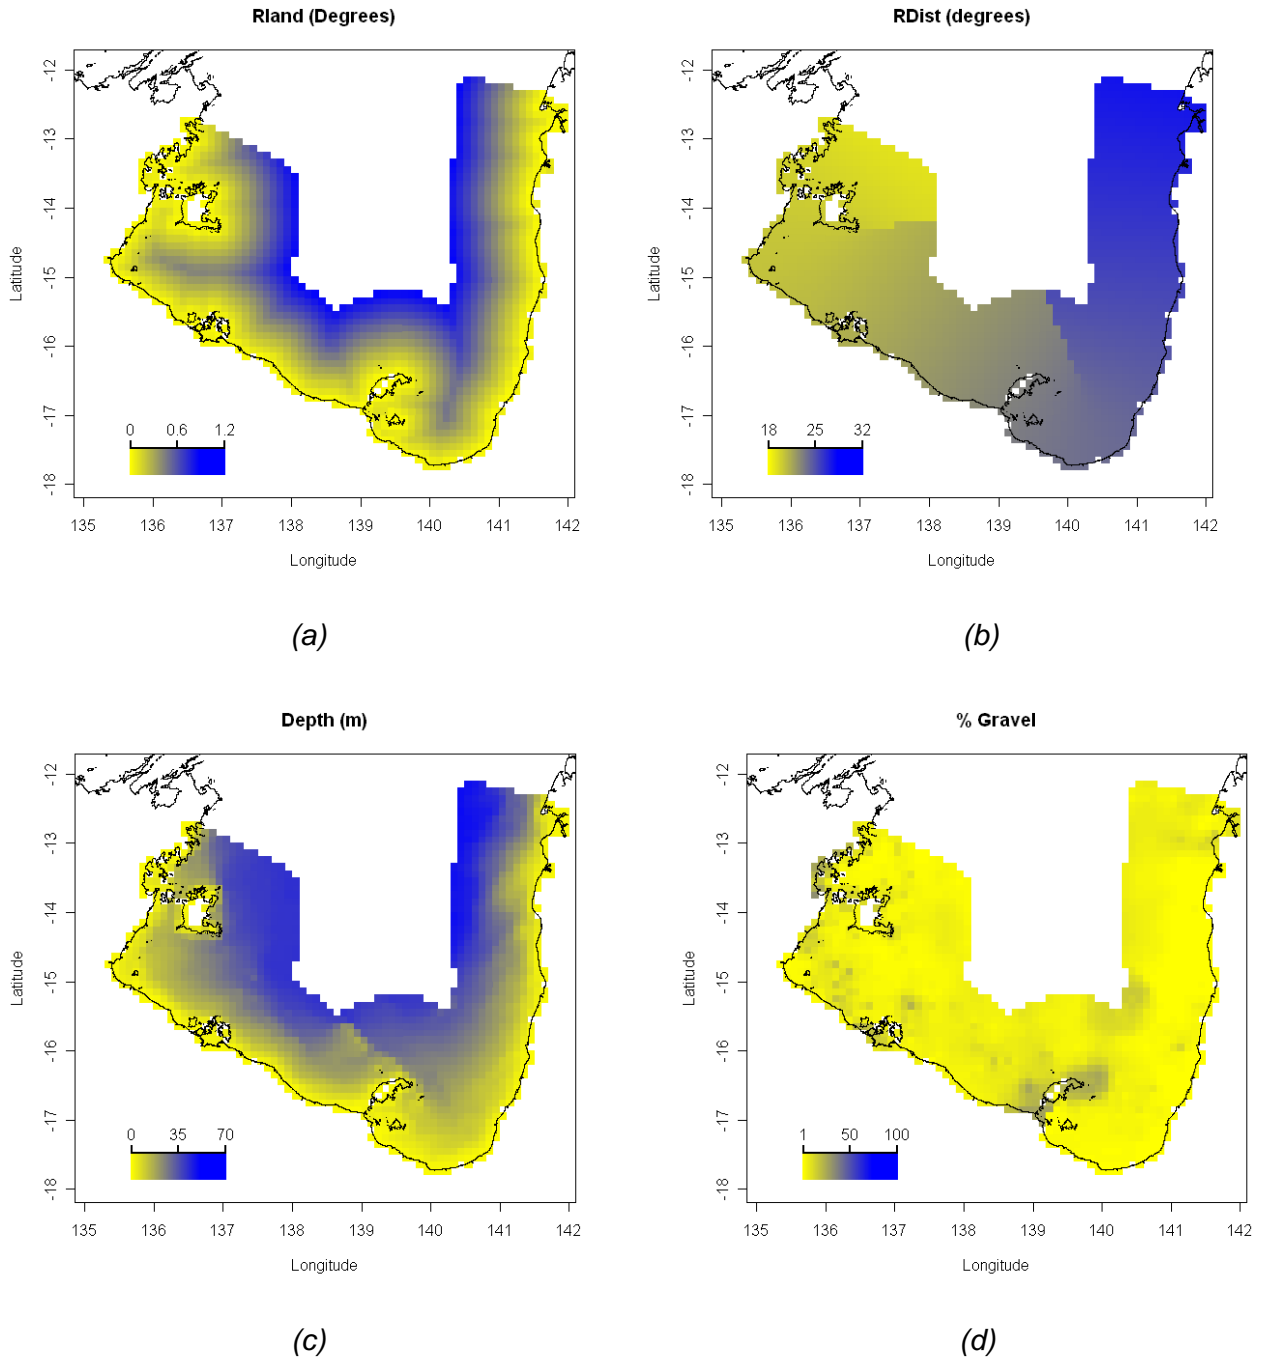 Rland (Degrees)
-12
-13
-14
-15
-16
-17
-18
Latitude
0 0.6 1.2
135 136 137 138 139 140 141 142
Longitude
(a)
RDist (degrees)
-12
-13
-14
-15
-16
-17
-18
Latitude
18 25 32
135 136 137 138 139 140 141 142
Longitude
(b)
Depth (m)
-12
-13
-14
-15
-16
-17
-18
Latitude
0 35 70
135 136 137 138 139 140 141 142
Longitude
(c)
% Gravel
-12
-13
-14
-15
-16
-17
-18
Latitude
1 50 100
135 136 137 138 139 140 141 142
Longitude
(d)